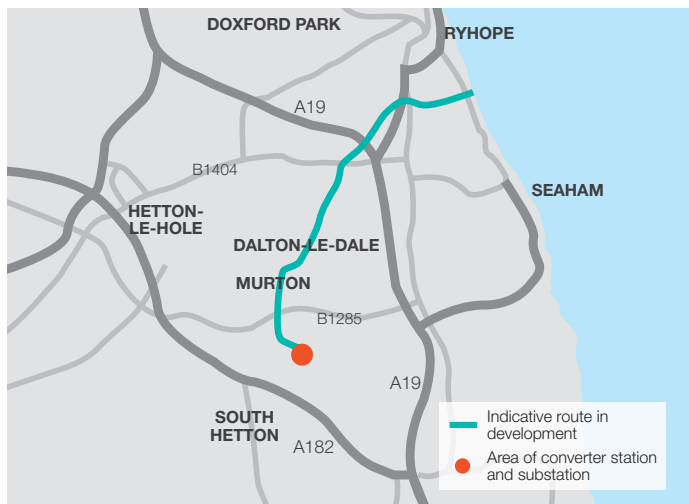 DOXFORD PARK
RYHOPE
A19
B1404
SEAHAM
HETTON-
LE-HOLE
DALTON-LE-DALE
MURTON
B1285
A19
SOUTH
HETTON
A182
Indicative route in
development
Area of converter station
and substation